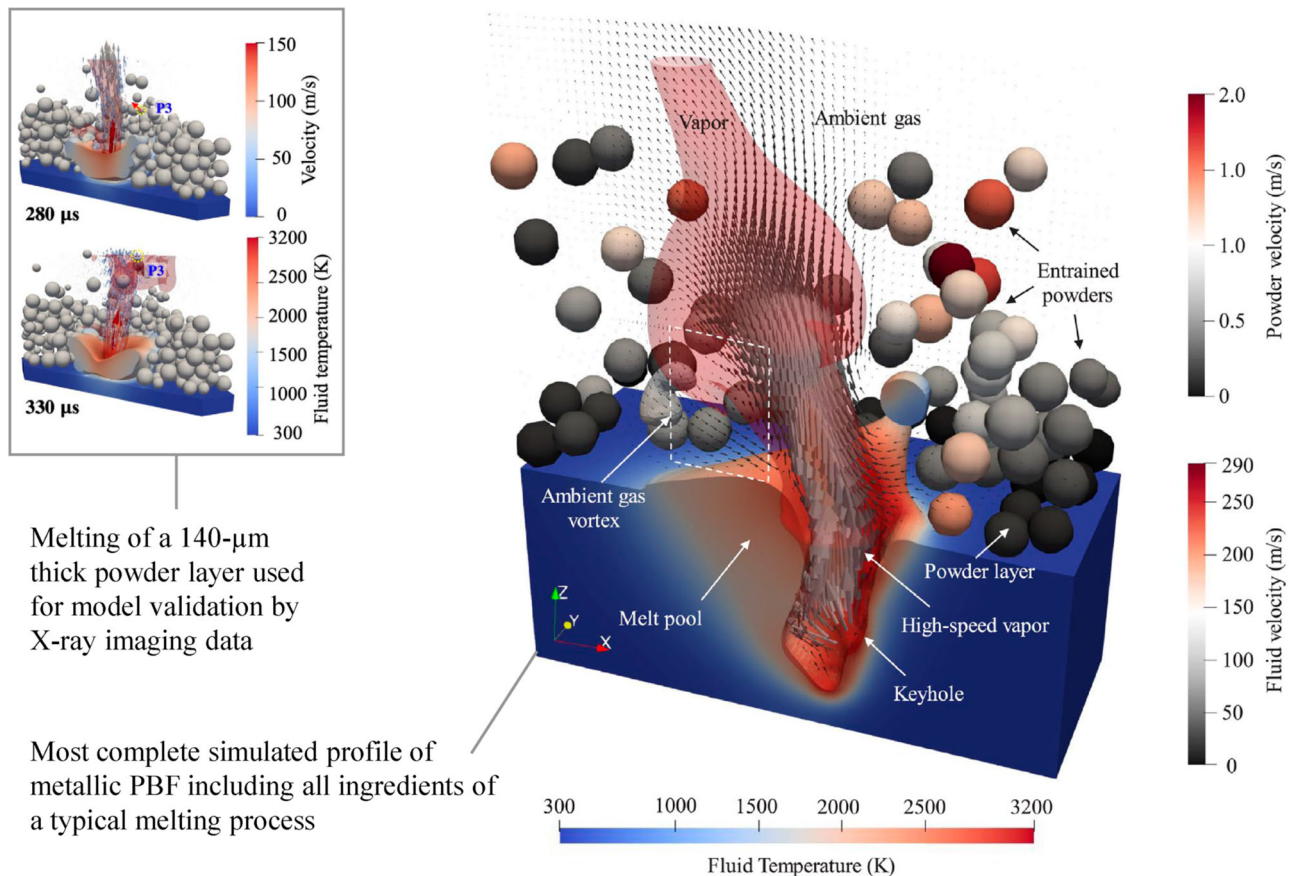 150
100
50
0
Velocity (m/s)
P3
280 µs
3200
2500
2000
1500
1000
300
Fluid temperature (K)
P3
330 µs
Melting of a 140-µm
thick powder layer used
for model validation by
X-ray imaging data
Most complete simulated profile of
metallic PBF including all ingredients of
a typical melting process
Vapor
Ambient gas
Entrained
powders
Ambient gas
vortex
Melt pool
Powder layer
High-speed vapor
Keyhole
Z
Y
X
2.0
1.0
1.0
0.5
0
Powder velocity (m/s)
290
250
200
150
100
50
0
Fluid velocity (m/s)
300
1000
1500
2000
2500
3200
Fluid Temperature (K)